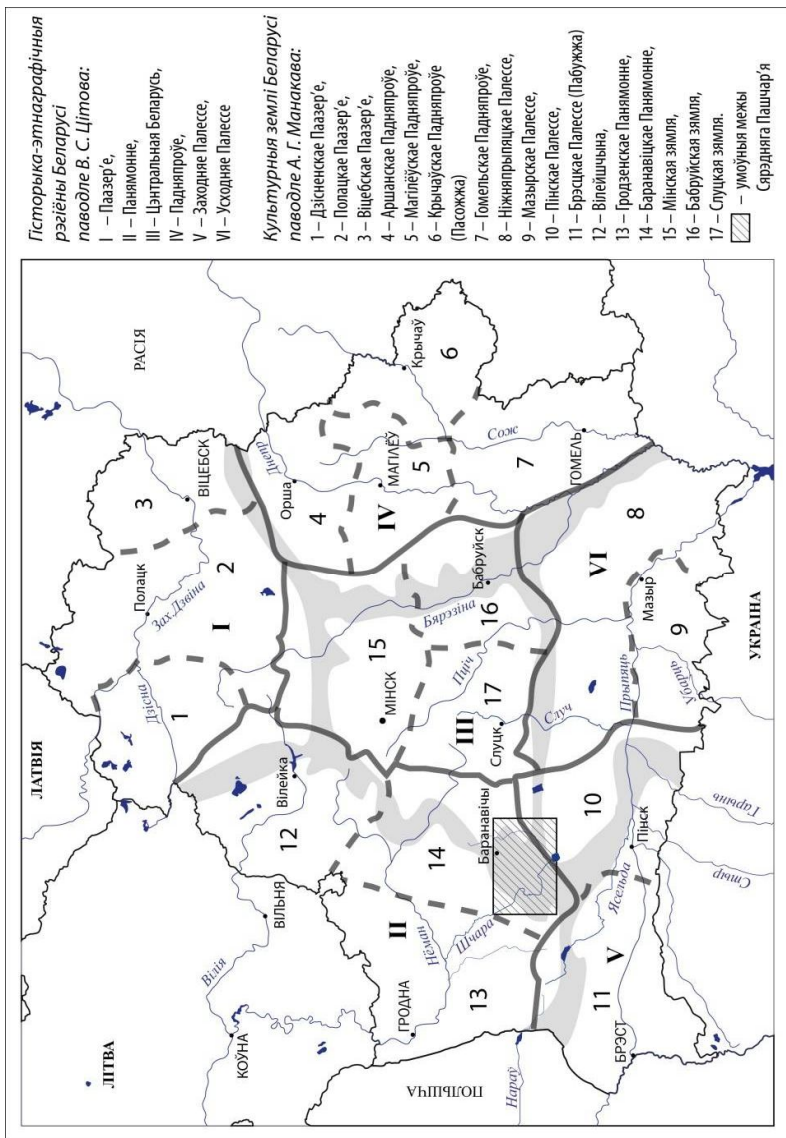 Гісторыка-этнаграфічныя
рэгіёны Беларусі
паводле В. С. Цітова:
I – Паазер’е,
II – Панямонне,
III – Цэнтральная Беларусь,
IV – Падняпроўе,
V – Заходняе Палессе,
VI – Усходняе Палессе
Культурныя землі Беларусі
паводле А. Г. Манакава:
1 – Дзісненскае Паазер’е,
2 – Полацкае Паазер’е,
3 – Віцебскае Паазер’е,
4 – Аршанскае Падняпроўе,
5 – Магілёўскае Падняпроўе,
6 – Крычаўскае Падняпроўе
(Пасожжа)
7 – Гомельскае Падняпроўе,
8 – Ніжняпрыпяцкае Палессе,
9 – Мазырскае Палессе,
10 – Пінскае Палессе,
11 – Брэсцкае Палессе (Пабужжа)
12 – Вілейшчына,
13 – Гродзенскае Панямонне,
14 – Баранавіцкае Панямонне,
15 – Мінская зямля,
16 – Бабруйская зямля,
17 – Слуцкая зямля.
– умоўныя межы
Сярэдняга Пашчар’я
ЛАТВІЯ
РАСІЯ
ЛІТВА
ПОЛЬШЧА
УКРАІНА
3
Полацк
ВІЦЕБСК
Зах.Дзвіна
2
I
Дзісна
1
Вілія
КОЎНА
ВІЛЬНЯ
Вілейка
12
Орша
Днепр
4
МАГІЛЁЎ
5
IV
Крычаў
6
Сож
7
ГОМЕЛЬ
15
МІНСК
Бярэзіна
16
Бабруйск
Пціч
17
III
Слуцк
Случ
II
Нёман
14
Баранавічы
Шчара
ГРОДНА
13
Нараў
10
Пінск
Ясельда
V
11
БРЭСТ
Стыр
Гарынь
Прыпяць
Убарць
Мазыр
VI
8
9